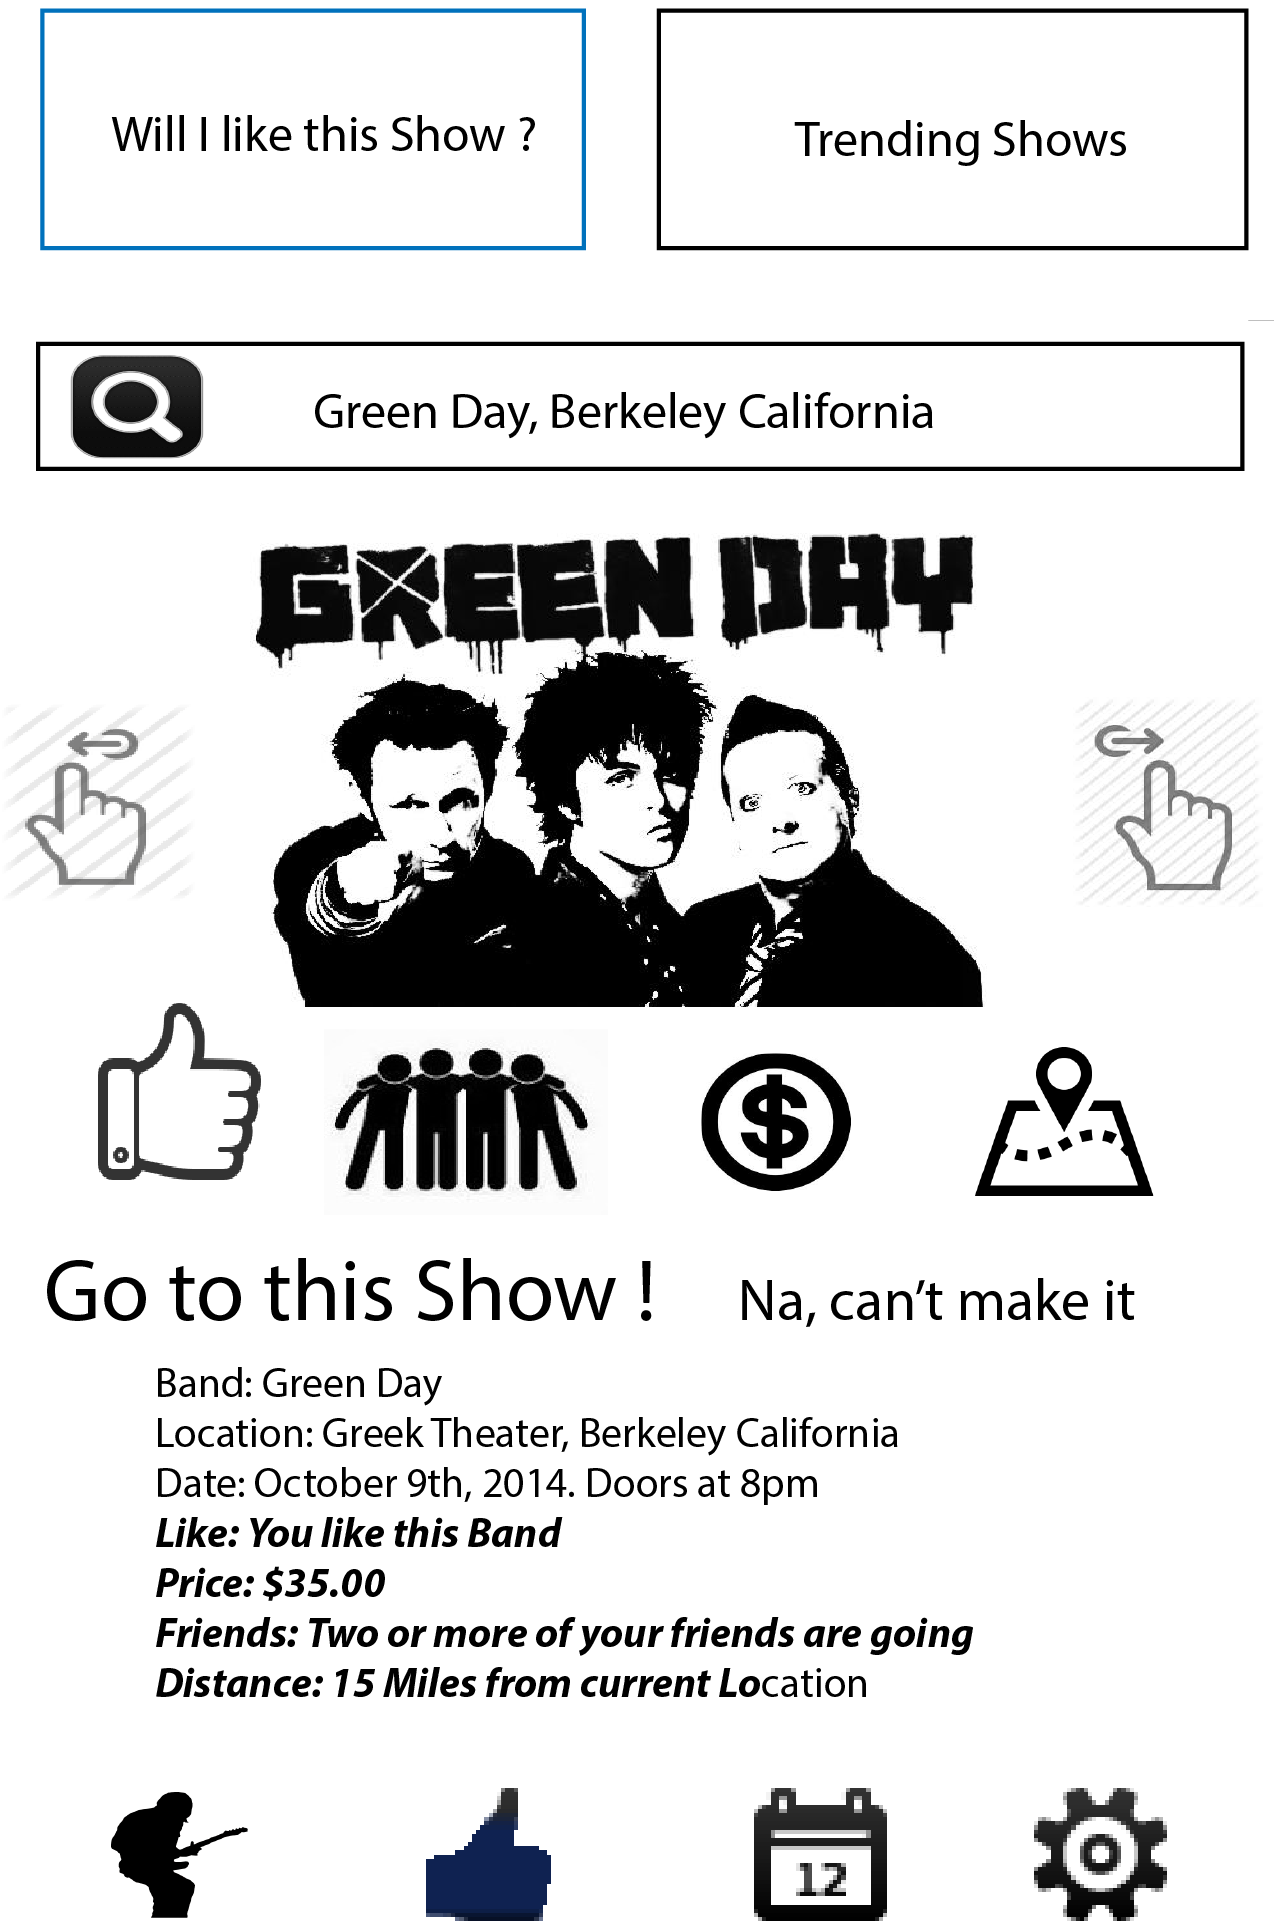 Will I like this Show ?
Trending Shows
Green Day, Berkeley California
GREEN DAY
$
Go to this Show !
Na, can’t make it
Band: Green Day
Location: Greek Theater, Berkeley California
Date: October 9th, 2014. Doors at 8pm
Like: You like this Band
Price: $35.00
Friends: Two or more of your friends are going
Distance: 15 Miles from current Location
12